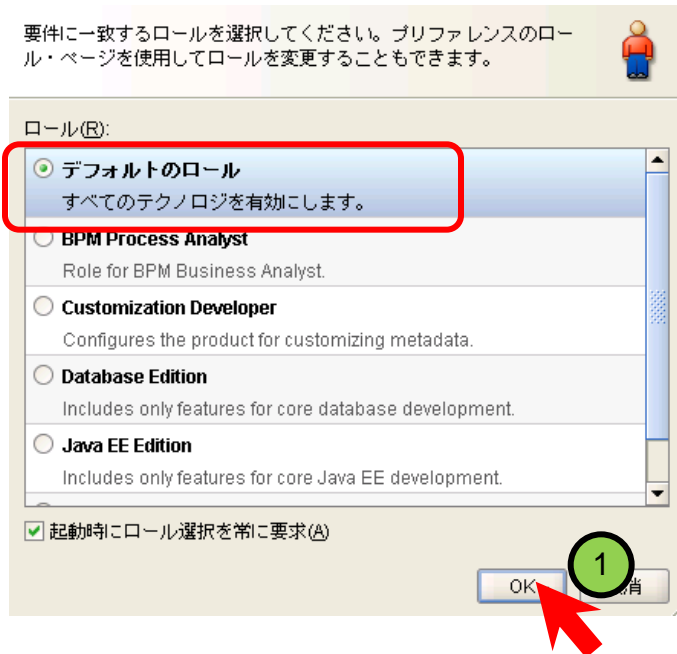 要件に一致するロールを選択してください。プリファレンスのロー
ル・ページを使用してロールを変更することもできます。
ロール(R):
デフォルトのロール
すべてのテクノロジを有効にします。
BPM Process Analyst
Role for BPM Business Analyst.
Customization Developer
Configures the product for customizing metadata.
Database Edition
Includes only features for core database development.
Java EE Edition
Includes only features for core Java EE development.
起動時にロール選択を常に要求(A)
1
OK
消